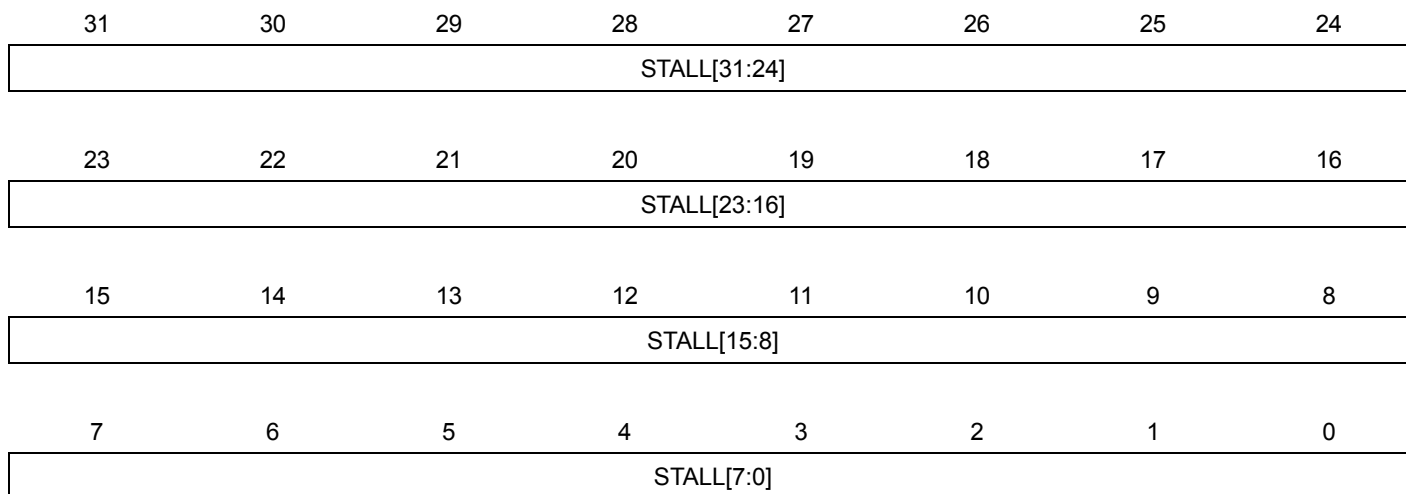 31 30 29 28 27 26 25 24
STALL[31:24]
23 22 21 20 19 18 17 16
STALL[23:16]
15 14 13 12 11 10 9 8
STALL[15:8]
7 6 5 4 3 2 1 0
STALL[7:0]